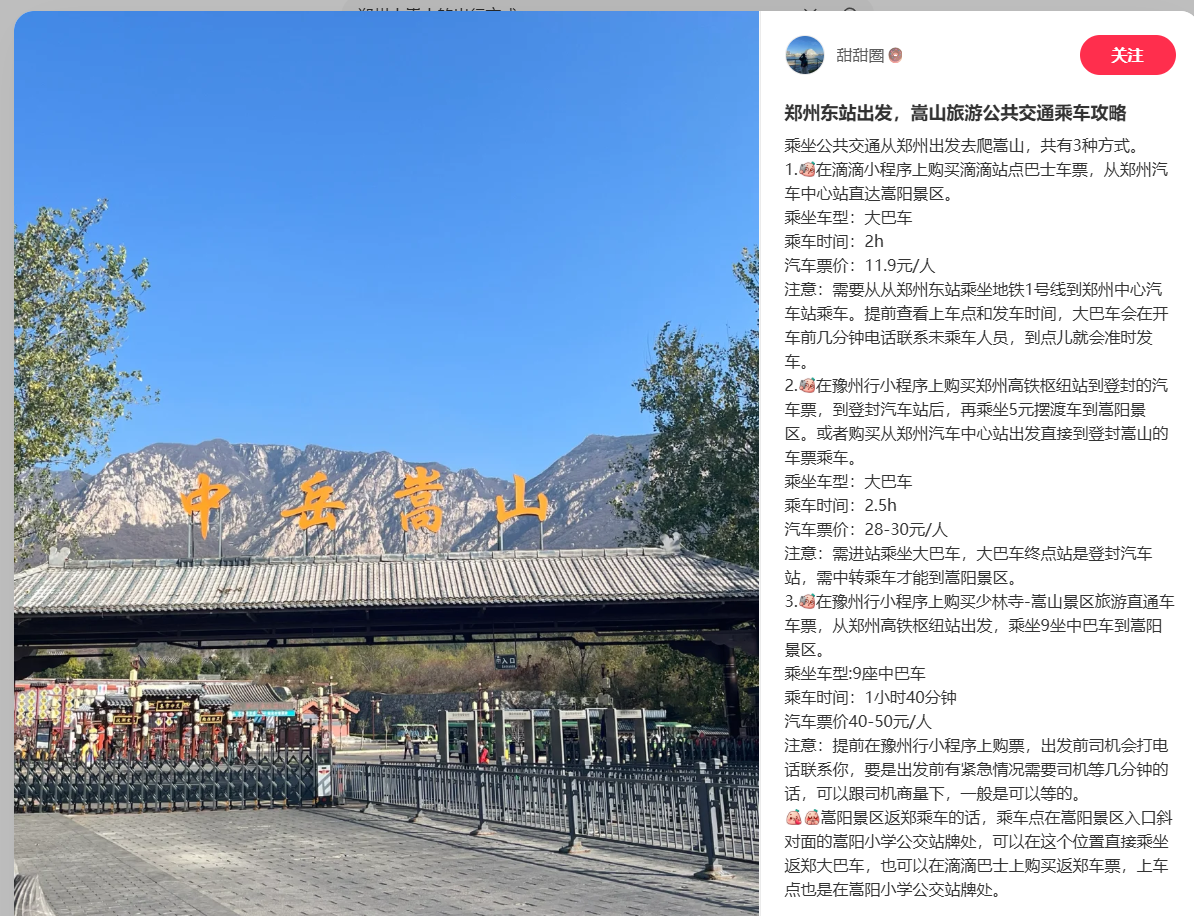 甜甜圈
关注
郑州东站出发，嵩山旅游公共交通乘车攻略
乘坐公共交通从郑州出发去爬嵩山，共有3种方式。
1.在滴滴小程序上购买滴滴站点巴士车票，从郑州汽
车中心站直达嵩阳景区。
乘坐车型：大巴车
乘车时间：2h
汽车票价：11.9元/人
注意：需要从从郑州东站乘坐地铁1号线到郑州中心汽
车站乘车。提前查看上车点和发车时间，大巴车会在开
车前几分钟电话联系未乘车人员，到点儿就会准时发
车。
2.在豫州行小程序上购买郑州高铁枢纽站到登封的汽
车票，到登封汽车站后，再乘坐5元摆渡车到嵩阳景
区。或者购买从郑州汽车中心站出发直接到登封嵩山的
车票乘车。
乘坐车型：大巴车
乘车时间：2.5h
汽车票价：28-30元/人
注意：需进站乘坐大巴车，大巴车终点站是登封汽车
站，需中转乘车才能到嵩阳景区。
3.在豫州行小程序上购买少林寺-嵩山景区旅游直通车
车票，从郑州高铁枢纽站出发，乘坐9坐中巴车到嵩阳
景区。
乘坐车型:9座中巴车
乘车时间：1小时40分钟
汽车票价40-50元/人
注意：提前在豫州行小程序上购票，出发前司机会打电
话联系你，要是出发前有紧急情况需要司机等几分钟的
话，可以跟司机商量下，一般是可以等的。
嵩阳景区返郑乘车的话，乘车点在嵩阳景区入口斜
对面的嵩阳小学公交站牌处，可以在这个位置直接乘坐
返郑大巴车，也可以在滴滴巴士上购买返郑车票，上车
点也是在嵩阳小学公交站牌处。
中岳嵩山
入口